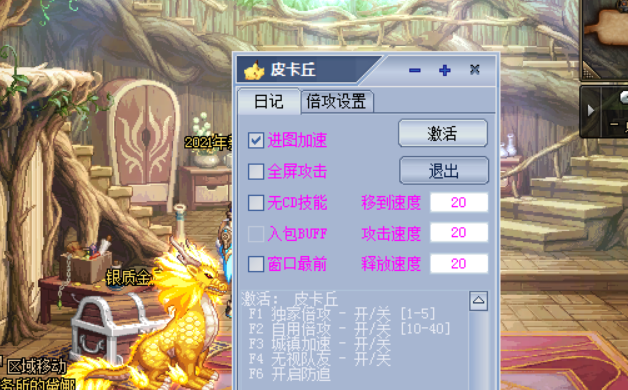 皮卡丘
日记 倍攻设置
进图加速
激活
2021年
全屏攻击
退出
无CD技能 移到速度 20
入包BUFF 攻击速度 20
窗口最前 释放速度 20
银质金
激活: 皮卡丘
F1 独家倍攻 - 开/关 [1-5]
F2 自用倍攻 - 开/关 [10-40]
F3 城镇加速 - 开/关
F4 无视队友 - 开/关
F6 开启防追
区域移动
务所的黛娜